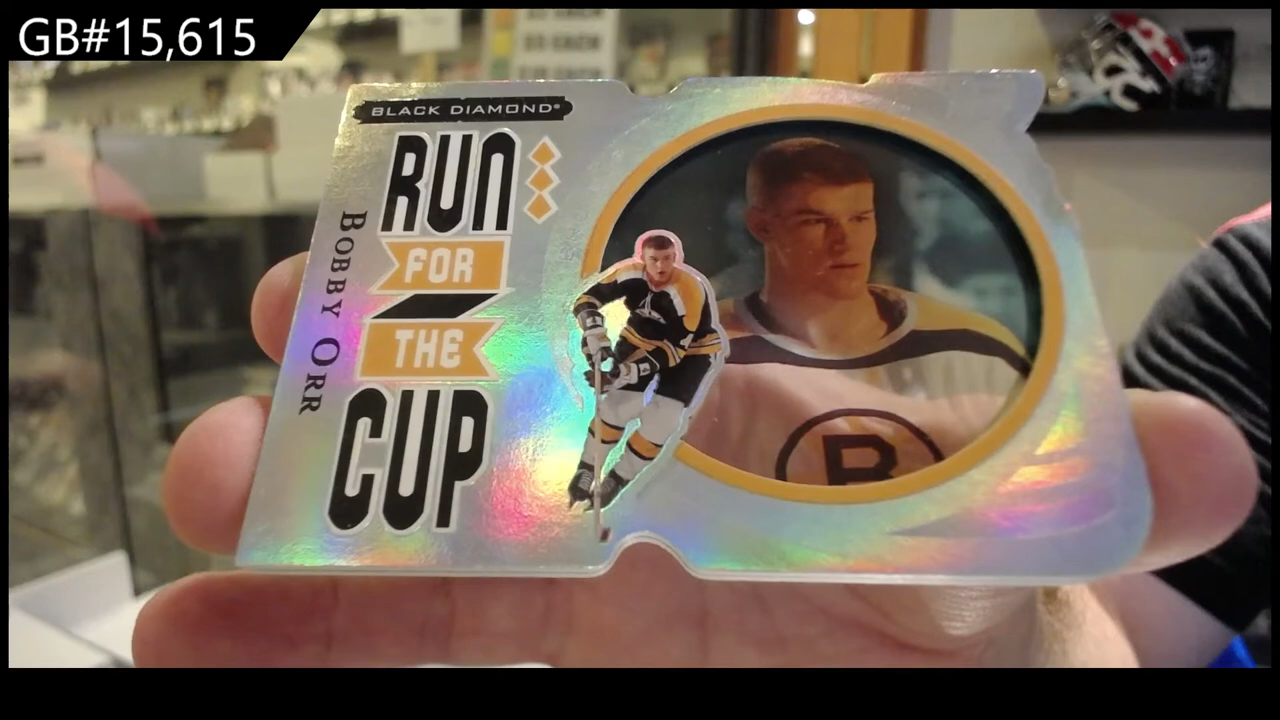 GB#15,615
BLACK DIAMOND®
RUN
FOR
THE
CUP
BOBBY ORR
B